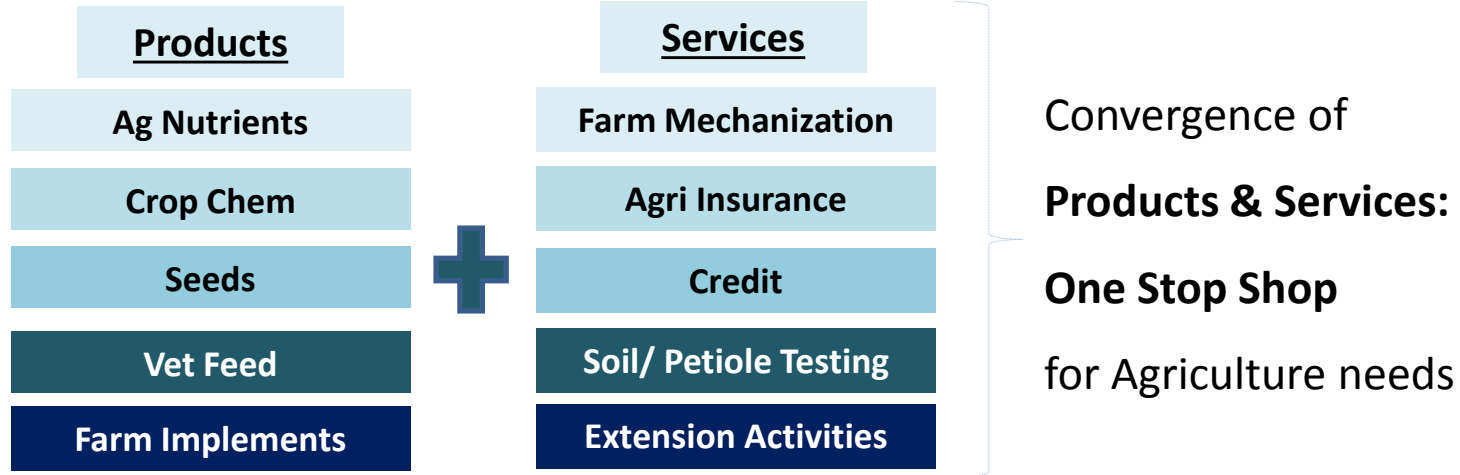 Products
Ag Nutrients
Crop Chem
Seeds
Vet Feed
Farm Implements
Services
Farm Mechanization
Agri Insurance
Credit
Soil/ Petiole Testing
Extension Activities
Convergence of
Products & Services:
One Stop Shop
for Agriculture needs